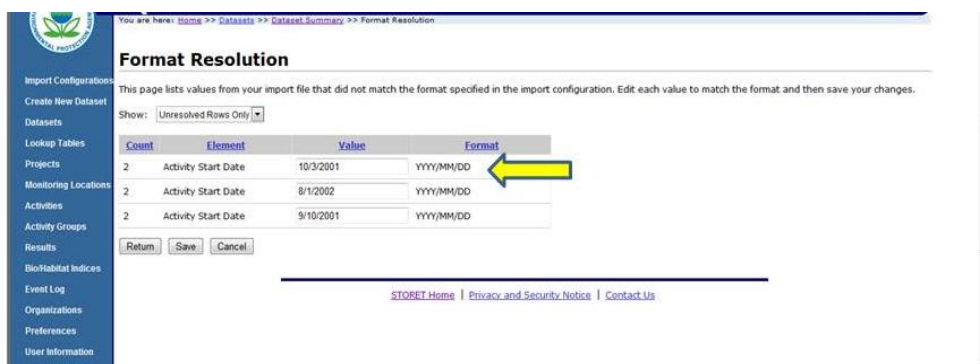 You are here: Home >> Datasets >> Dataset Summary >> Format Resolution
Format Resolution
This page lists values from your import file that did not match the format specified in the import configuration. Edit each value to match the format and then save your changes.
Show: Unresolved Rows Only
Count Element Value Format
2 Activity Start Date 10/3/2001 YYYY/MM/DD
2 Activity Start Date 8/1/2002 YYYY/MM/DD
2 Activity Start Date 9/10/2001 YYYY/MM/DD
Return Save Cancel
STORET Home | Privacy and Security Notice | Contact Us
Import Configurations
Create New Dataset
Datasets
Lookup Tables
Projects
Monitoring Locations
Activities
Activity Groups
Results
Bio/Habitat Indices
Event Log
Organizations
Preferences
User Information